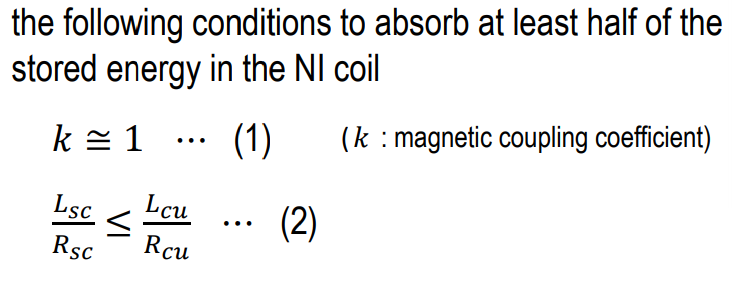 the following conditions to absorb at least half of the
stored energy in the NI coil
k ≅ 1 ⋯ (1) (k : magnetic coupling coefficient)
L_SC/R_SC ≤ L_cu/R_cu ⋯ (2)